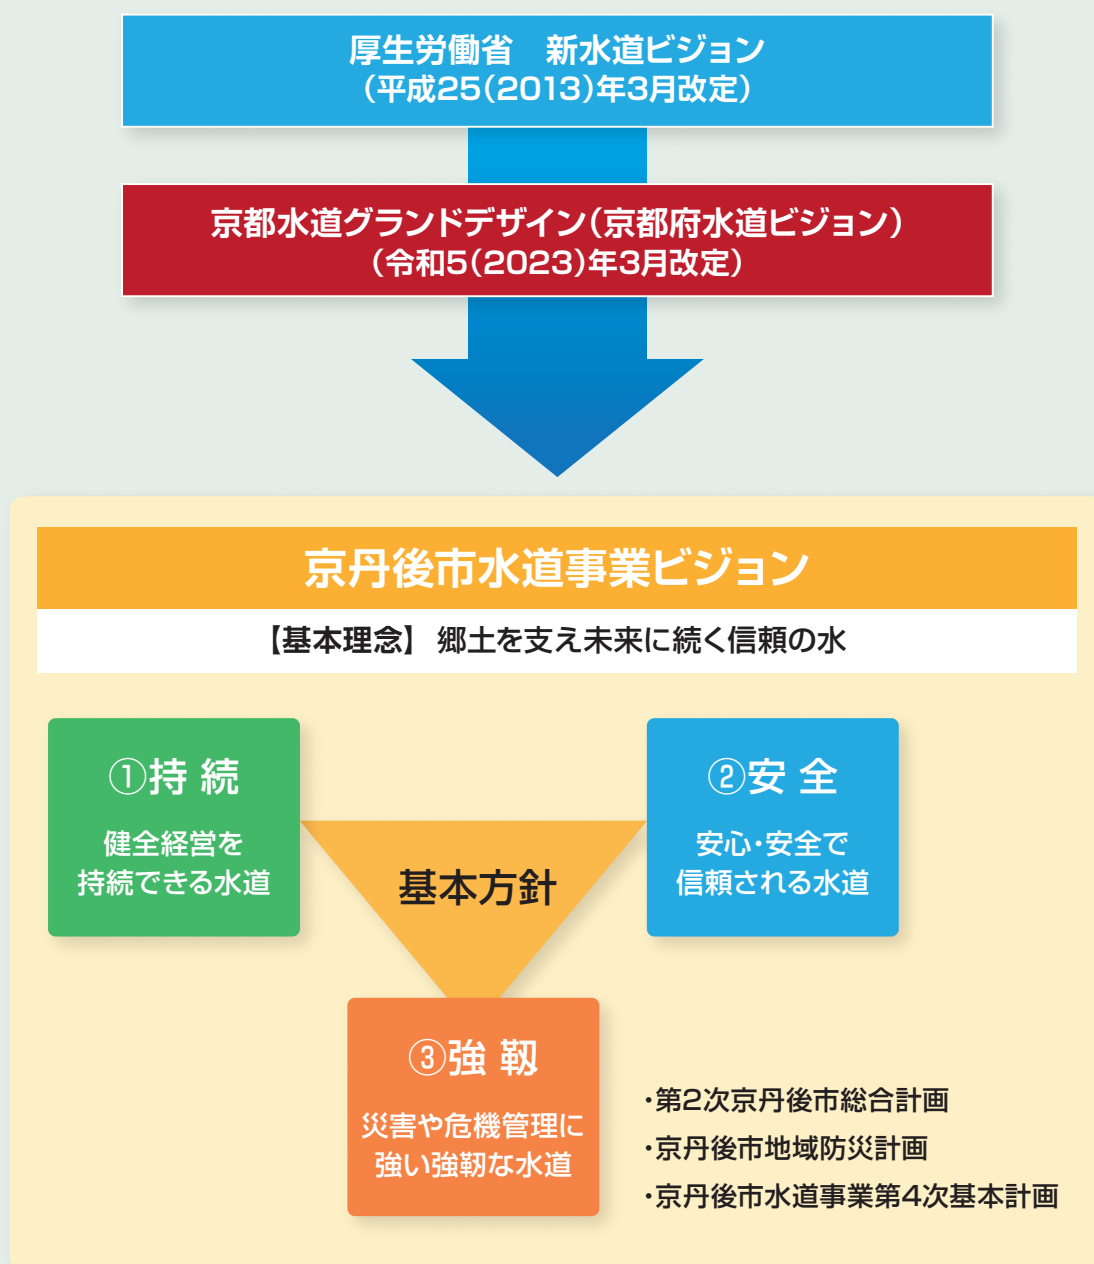 厚生労働省　新水道ビジョン
（平成25（2013）年3月改定）
京都水道グランドデザイン（京都府水道ビジョン）
（令和5（2023）年3月改定）
京丹後市水道事業ビジョン
【基本理念】 郷土を支え未来に続く信頼の水
①持 続
健全経営を
持続できる水道
②安 全
安心・安全で
信頼される水道
基本方針
③強 靱
災害や危機管理に
強い強靭な水道
・第2次京丹後市総合計画
・京丹後市地域防災計画
・京丹後市水道事業第4次基本計画